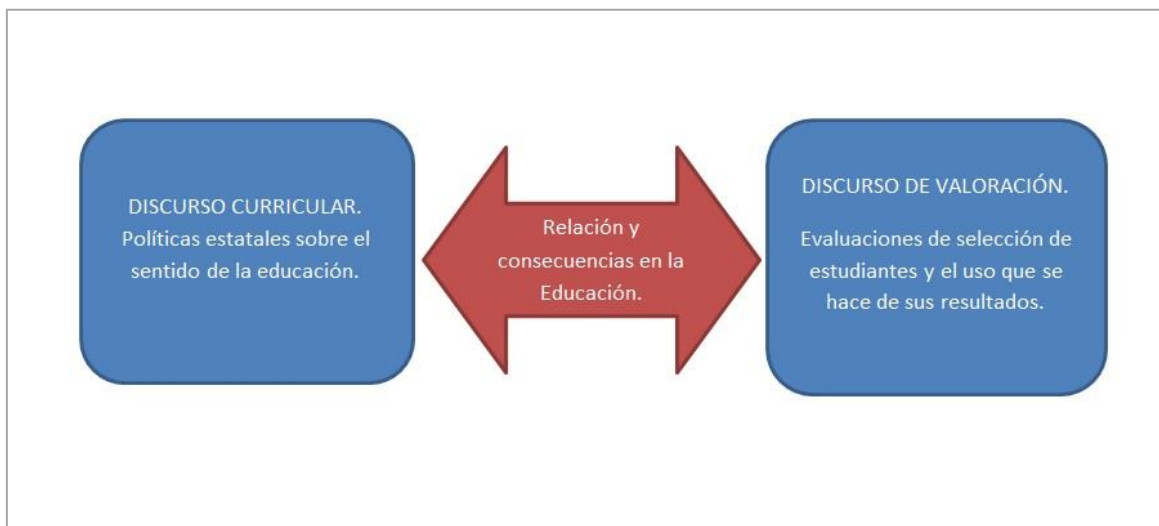 DISCURSO CURRICULAR.
Políticas estatales sobre el
sentido de la educación.
Relación y
consecuencias en la
Educación.
DISCURSO DE VALORACIÓN.
Evaluaciones de selección de
estudiantes y el uso que se
hace de sus resultados.